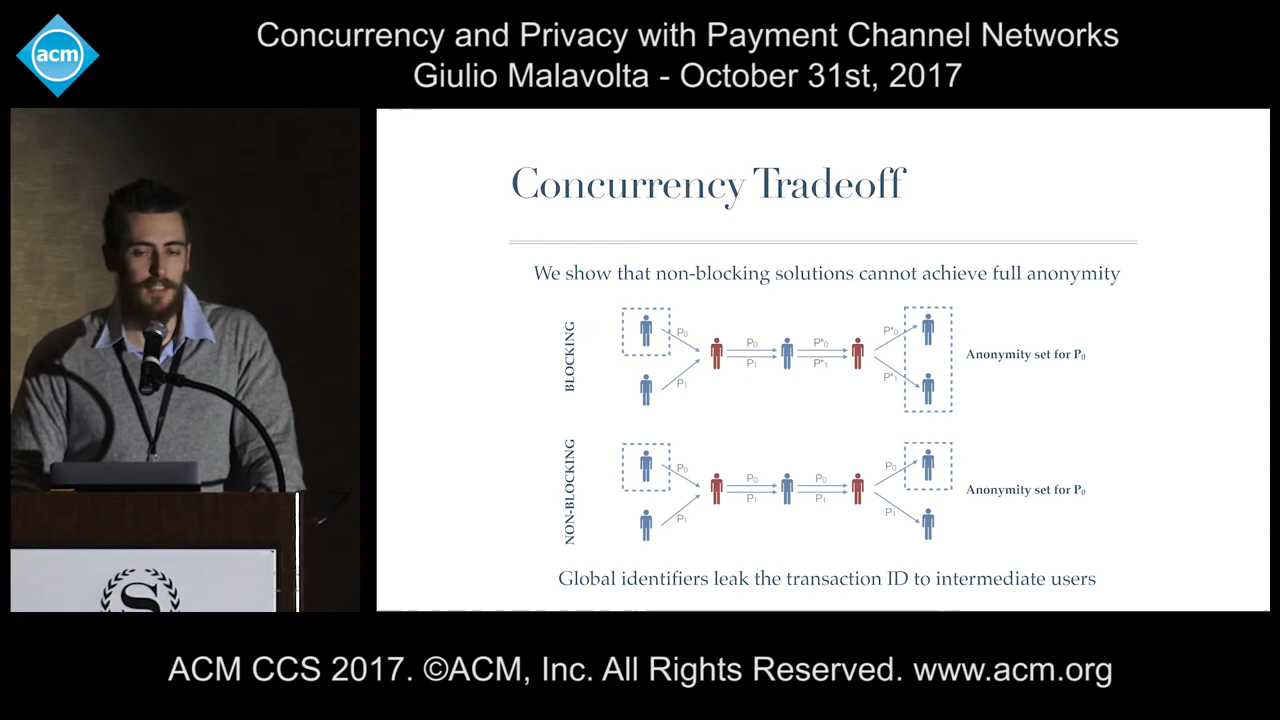 acm
Concurrency and Privacy with Payment Channel Networks
Giulio Malavolta - October 31st, 2017
Concurrency Tradeoff
We show that non-blocking solutions cannot achieve full anonymity
BLOCKING
P₀
P₁
P₀
P₁
P*₀
P*₁
P*₀
P*₁
Anonymity set for P₀
NON-BLOCKING
P₀
P₁
P₀
P₁
P₀
P₁
P₀
P₁
Anonymity set for P₀
Global identifiers leak the transaction ID to intermediate users
S
ACM CCS 2017. ©ACM, Inc. All Rights Reserved. www.acm.org